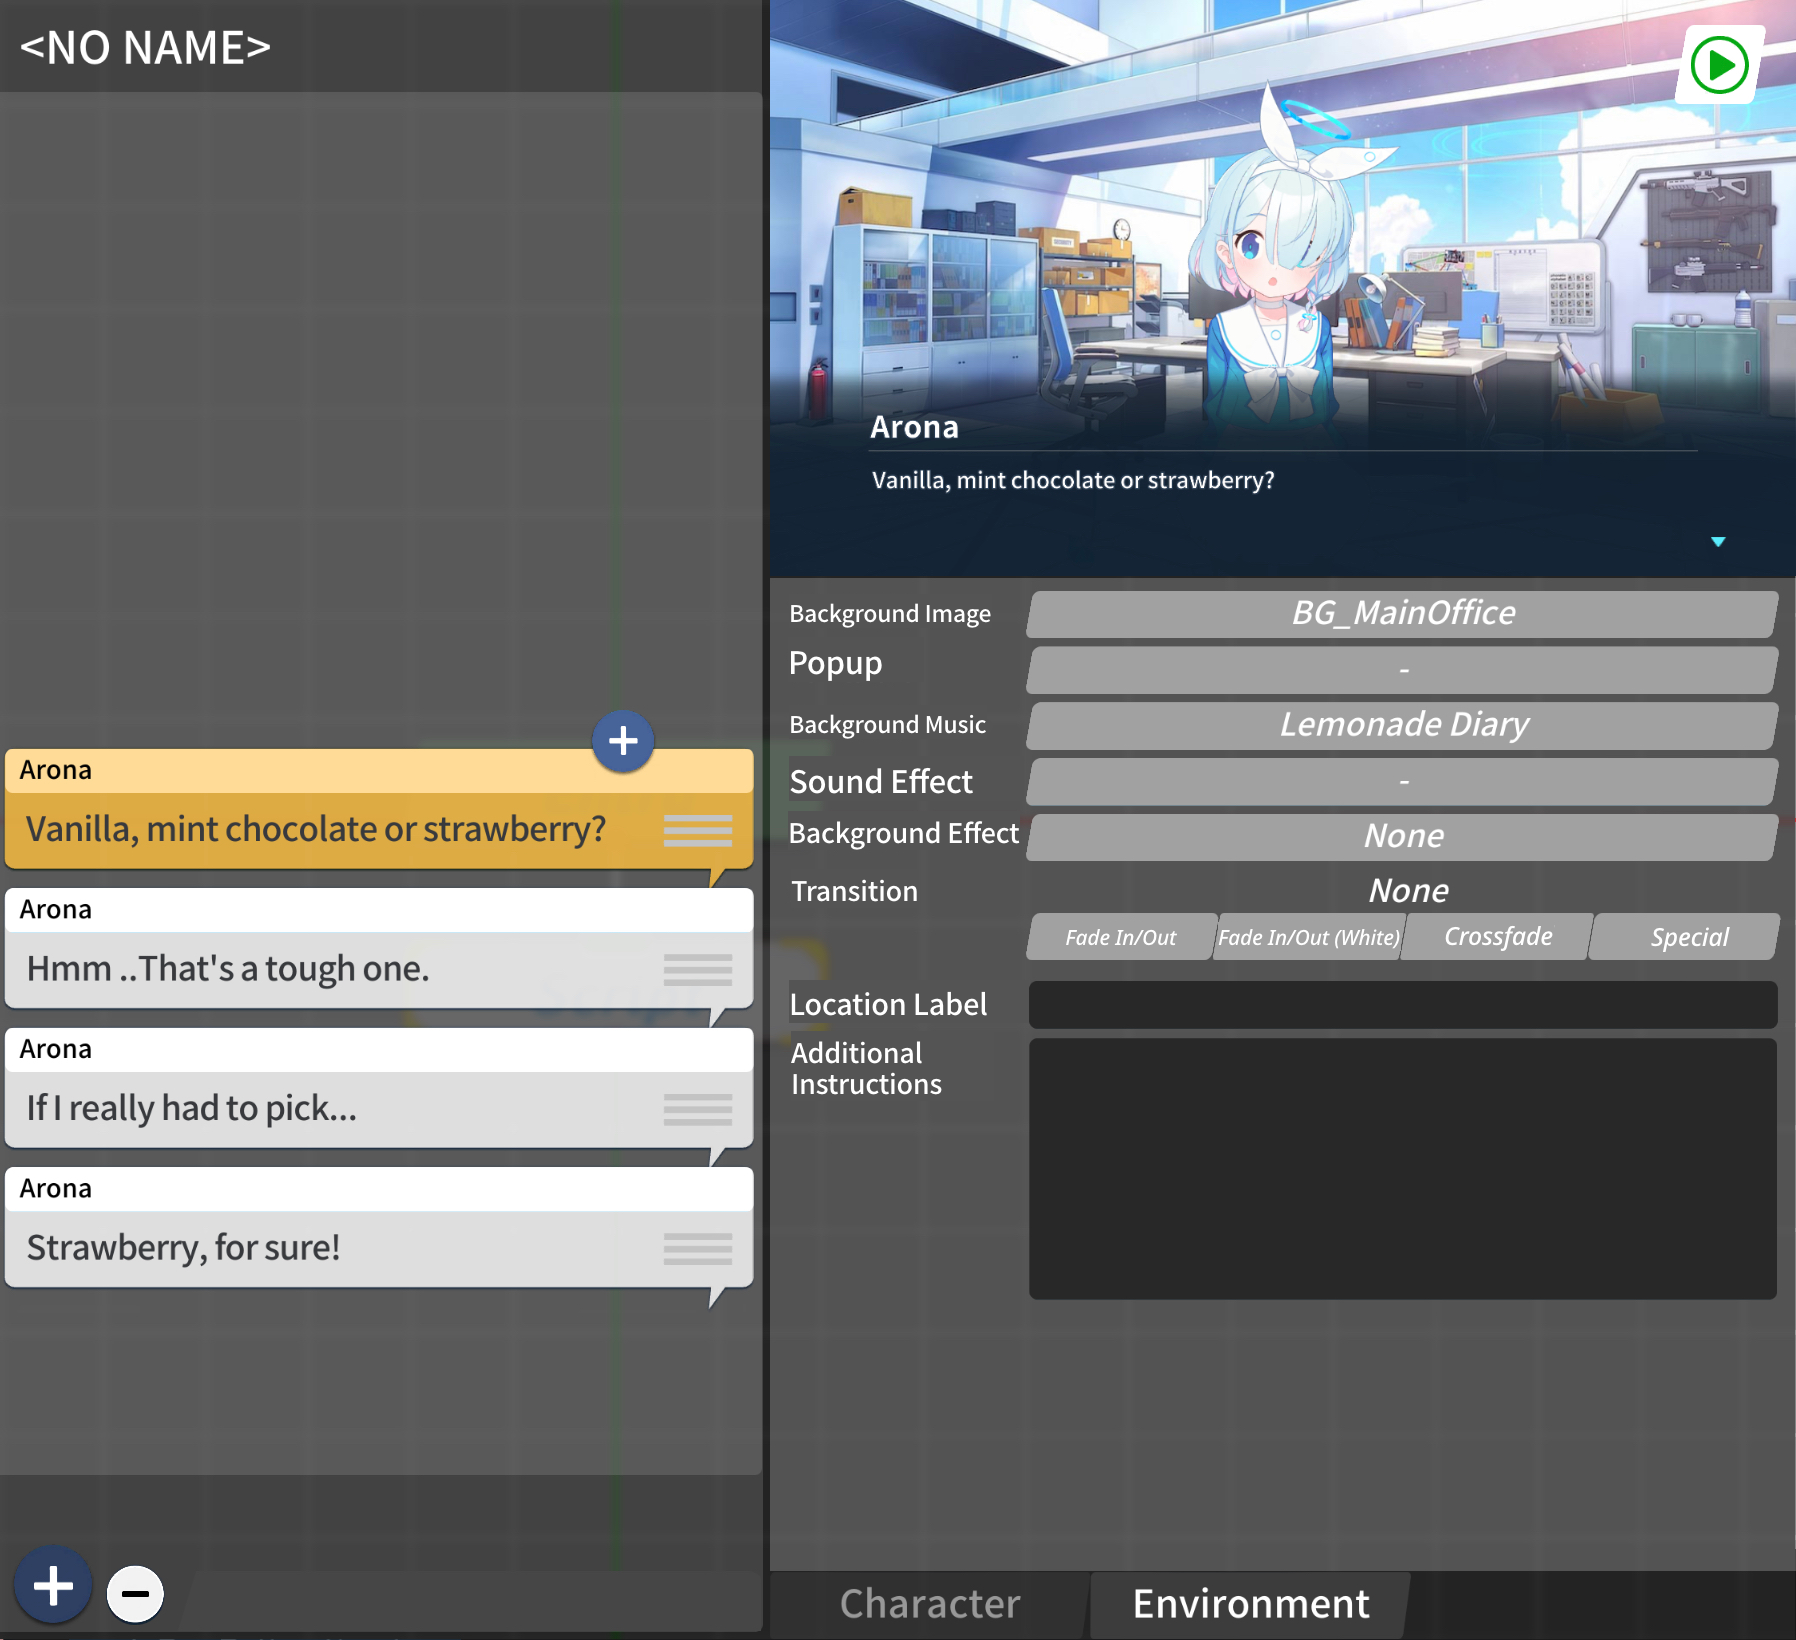 <NO NAME>
Arona
Vanilla, mint chocolate or strawberry?
Arona
Hmm ..That's a tough one.
Arona
If I really had to pick...
Arona
Strawberry, for sure!
Arona
Vanilla, mint chocolate or strawberry?
Background Image
BG_MainOffice
Popup
-
Background Music
Lemonade Diary
Sound Effect
-
Background Effect
None
Transition
None
Fade In/Out
Fade In/Out (White)
Crossfade
Special
Location Label
Additional
Instructions
Character
Environment